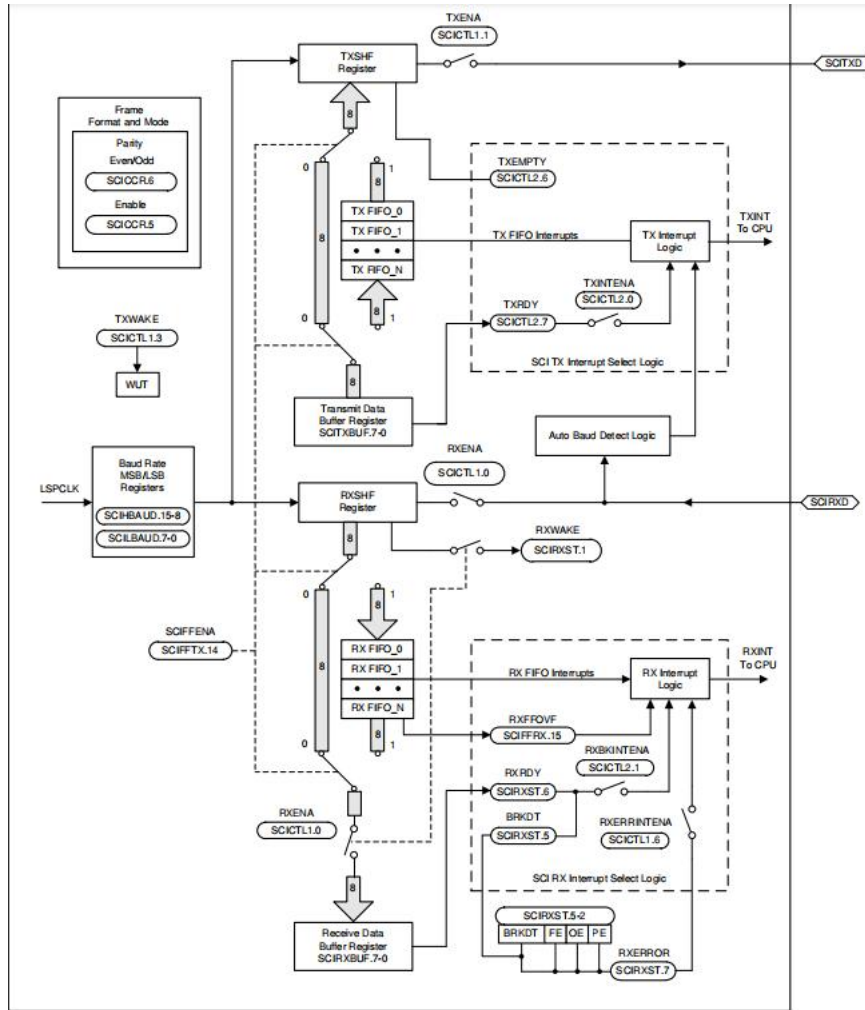 TXENA
SCICTL1.1
TXSHF
Register
SCITXD
Frame
Format and Mode
Parity
Even/Odd
SCICCR.6
Enable
SCICCR.5
8
0
1
8
TX FIFO_0
TX FIFO_1
TX FIFO_N
8
8
0
1
TXEMPTY
SCICTL2.6
TX FIFO Interrupts
TX Interrupt
Logic
TXINT
To CPU
TXRDY
SCICTL2.7
TXINTENA
SCICTL2.0
SCI TX Interrupt Select Logic
TXWAKE
SCICTL1.3
WUT
8
Transmit Data
Buffer Register
SCITXBUF.7-0
Auto Baud Detect Logic
LSPCLK
Baud Rate
MSB/LSB
Registers
SCIHBAUD.15-8
SCILBAUD.7-0
RXENA
SCICTL1.0
RXSHF
Register
SCIRXD
8
RXWAKE
SCIRXST.1
0
1
8
SCIFFENA
SCIFFTX.14
8
RX FIFO_0
RX FIFO_1
RX FIFO_N
8
0
1
RX FIFO Interrupts
RX Interrupt
Logic
RXINT
To CPU
RXFFOVF
SCIFFRX.15
RXRDY
SCIRXST.6
RXBKINTENA
SCICTL2.1
BRKDT
SCIRXST.5
RXERRINTENA
SCICTL1.6
SCI RX Interrupt Select Logic
RXENA
SCICTL1.0
8
Receive Data
Buffer Register
SCIRXBUF.7-0
SCIRXST.5-2
BRKDT FE OE PE
RXERROR
SCIRXST.7